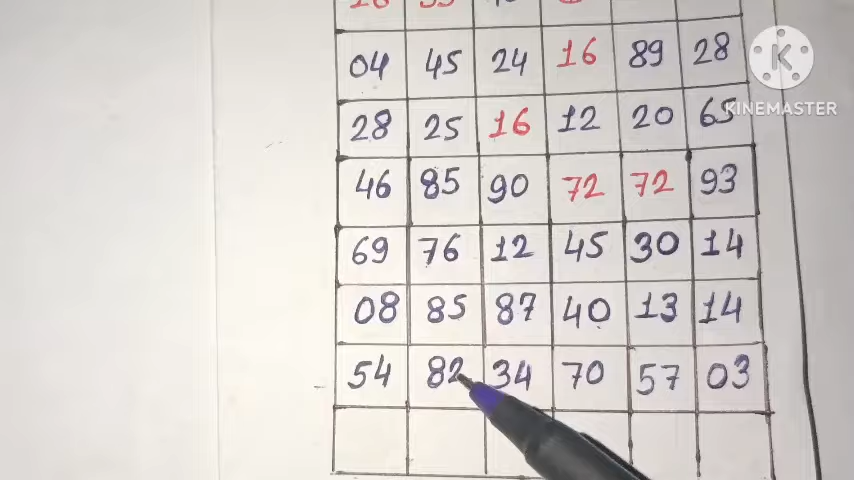 04 45 24 16 89 28
28 25 16 12 20 65
46 85 90 72 72 93
69 76 12 45 30 14
08 85 87 40 13 14
54 82 34 70 57 03
K
KINEMASTER